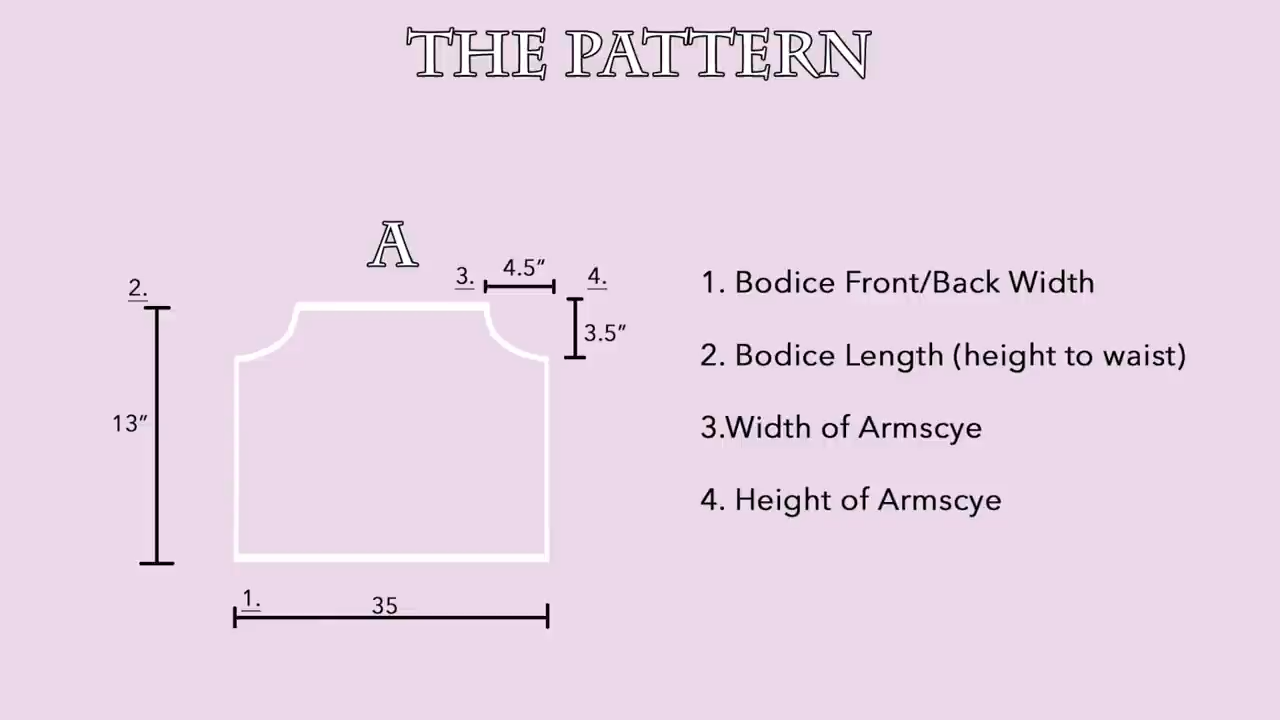 THE PATTERN
A
2.
3.
4.5”
4.
3.5”
13”
1.
35
1. Bodice Front/Back Width
2. Bodice Length (height to waist)
3.Width of Armscye
4. Height of Armscye